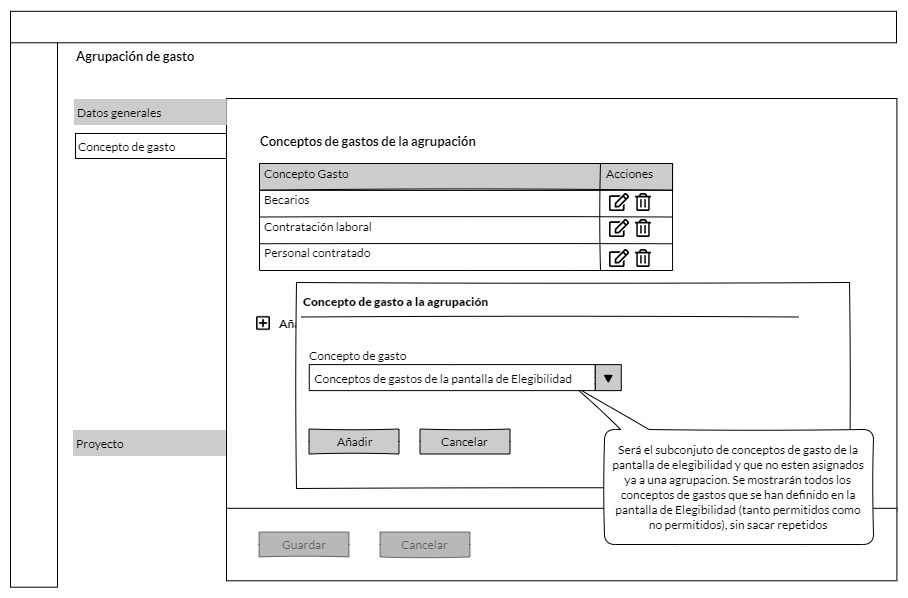 Agrupación de gasto
Datos generales
Concepto de gasto
Conceptos de gastos de la agrupación
Concepto Gasto Acciones
Becarios
Contratación laboral
Personal contratado
Concepto de gasto a la agrupación
Concepto de gasto
Conceptos de gastos de la pantalla de Elegibilidad
Añadir Cancelar
Proyecto
Será el subconjuto de conceptos de gasto de la
pantalla de elegibilidad y que no esten asignados
ya a una agrupacion. Se mostrarán todos los
conceptos de gastos que se han definido en la
pantalla de Elegibilidad (tanto permitidos como
no permitidos), sin sacar repetidos
Guardar Cancelar